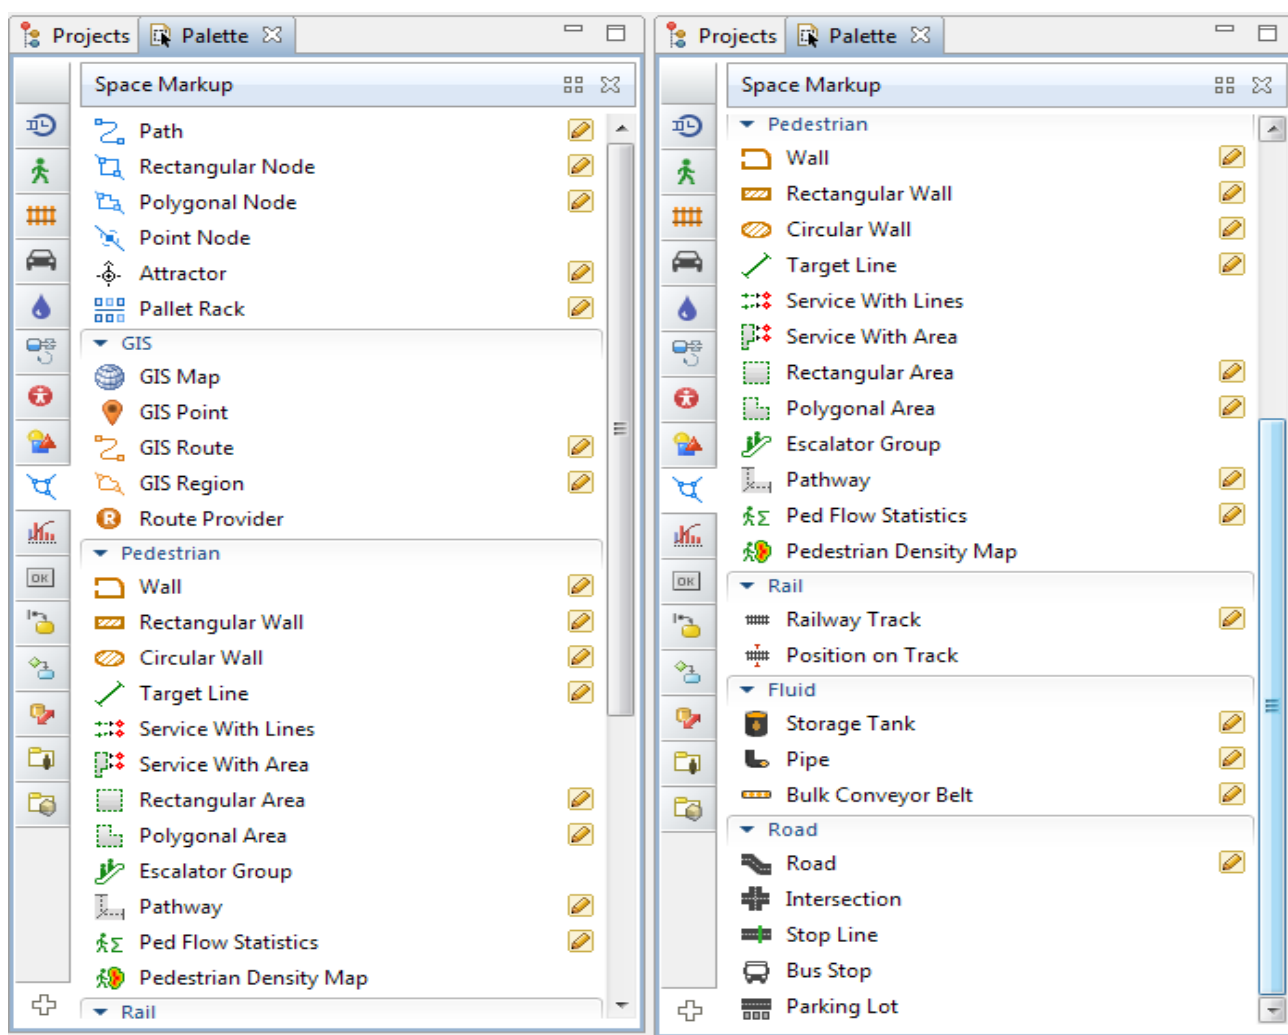 Projects
Palette
Space Markup
Path
Rectangular Node
Polygonal Node
Point Node
Attractor
Pallet Rack
GIS
GIS Map
GIS Point
GIS Route
GIS Region
Route Provider
Pedestrian
Wall
Rectangular Wall
Circular Wall
Target Line
Service With Lines
Service With Area
Rectangular Area
Polygonal Area
Escalator Group
Pathway
Ped Flow Statistics
Pedestrian Density Map
Rail
OK
Projects
Palette
Space Markup
Pedestrian
Wall
Rectangular Wall
Circular Wall
Target Line
Service With Lines
Service With Area
Rectangular Area
Polygonal Area
Escalator Group
Pathway
Ped Flow Statistics
Pedestrian Density Map
Rail
Railway Track
Position on Track
Fluid
Storage Tank
Pipe
Bulk Conveyor Belt
Road
Road
Intersection
Stop Line
Bus Stop
Parking Lot
OK